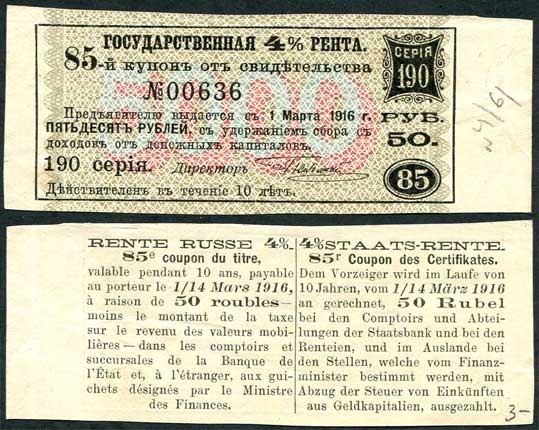 ГОСУДАРСТВЕННАЯ 4% РЕНТА.
85-й купонъ отъ свидѣтельства
№00636
СЕРІЯ
190
Предъявителю выдается съ 1 Марта 1916 г.
ПЯТЬДЕСЯТЪ РУБЛЕЙ, съ удержаніемъ сбора съ
доходовъ отъ денежныхъ капиталовъ.
РУБ.
50.
190 серія.
Директоръ
85
Дѣйствителенъ въ теченіе 10 лѣтъ.
RENTE RUSSE 4%.
85e coupon du titre,
valable pendant 10 ans, payable
au porteur le 1/14 Mars 1916,
à raison de 50 roubles—
moins le montant de la taxe
sur le revenu des valeurs mobi-
lières — dans les comptoirs et
succursales de la Banque de
l'État et, à l'étranger, aux gui-
chets désignés par le Ministre
des Finances.
4% STAATS-RENTE.
85r Coupon des Certifikates.
Dem Vorzeiger wird im Laufe von
10 Jahren, vom 1/14 März 1916
an gerechnet, 50 Rubel
bei den Comptoirs und Abtei-
lungen der Staatsbank und bei den
Renteien, und im Auslande bei
den Stellen, welche vom Finanz-
minister bestimmt werden, mit
Abzug der Steuer von Einkünften
aus Geldkapitalien, ausgezahlt.
3-